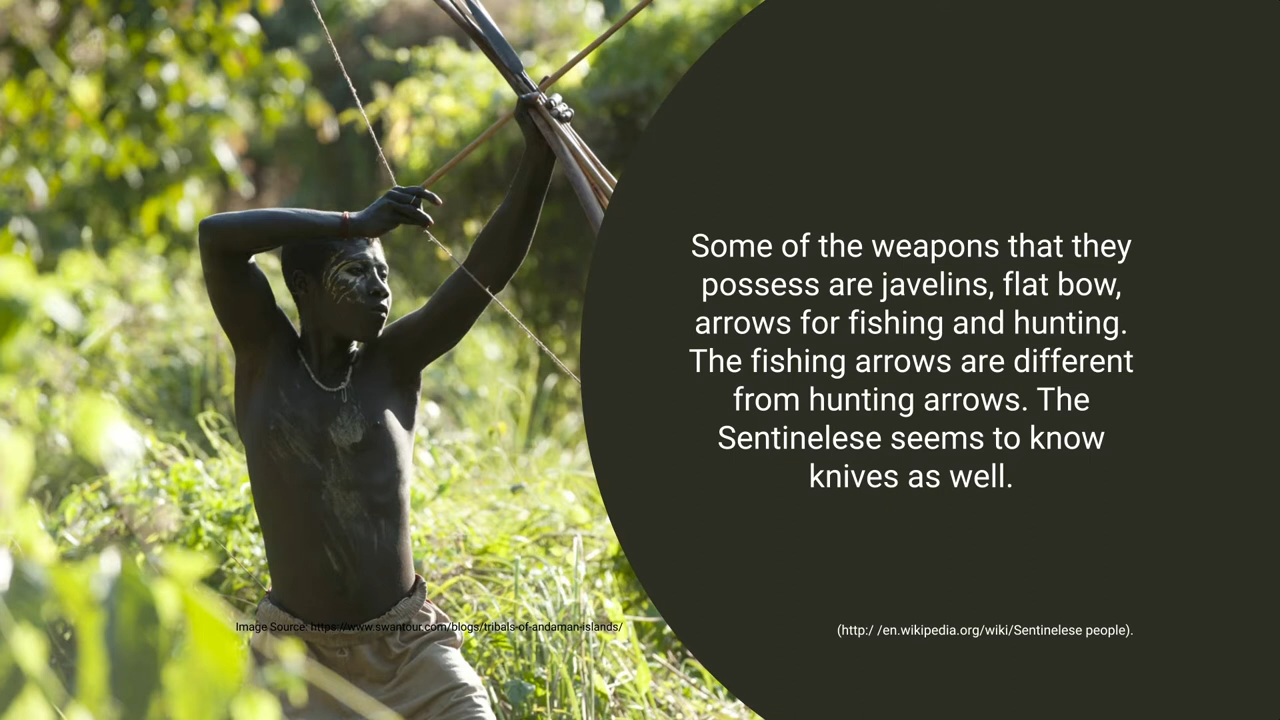 Some of the weapons that they
possess are javelins, flat bow,
arrows for fishing and hunting.
The fishing arrows are different
from hunting arrows. The
Sentinelese seems to know
knives as well.
Image Source: https://www.swantour.com/blogs/tribals-of-andaman-islands/
(http:/ /en.wikipedia.org/wiki/Sentinelese people).